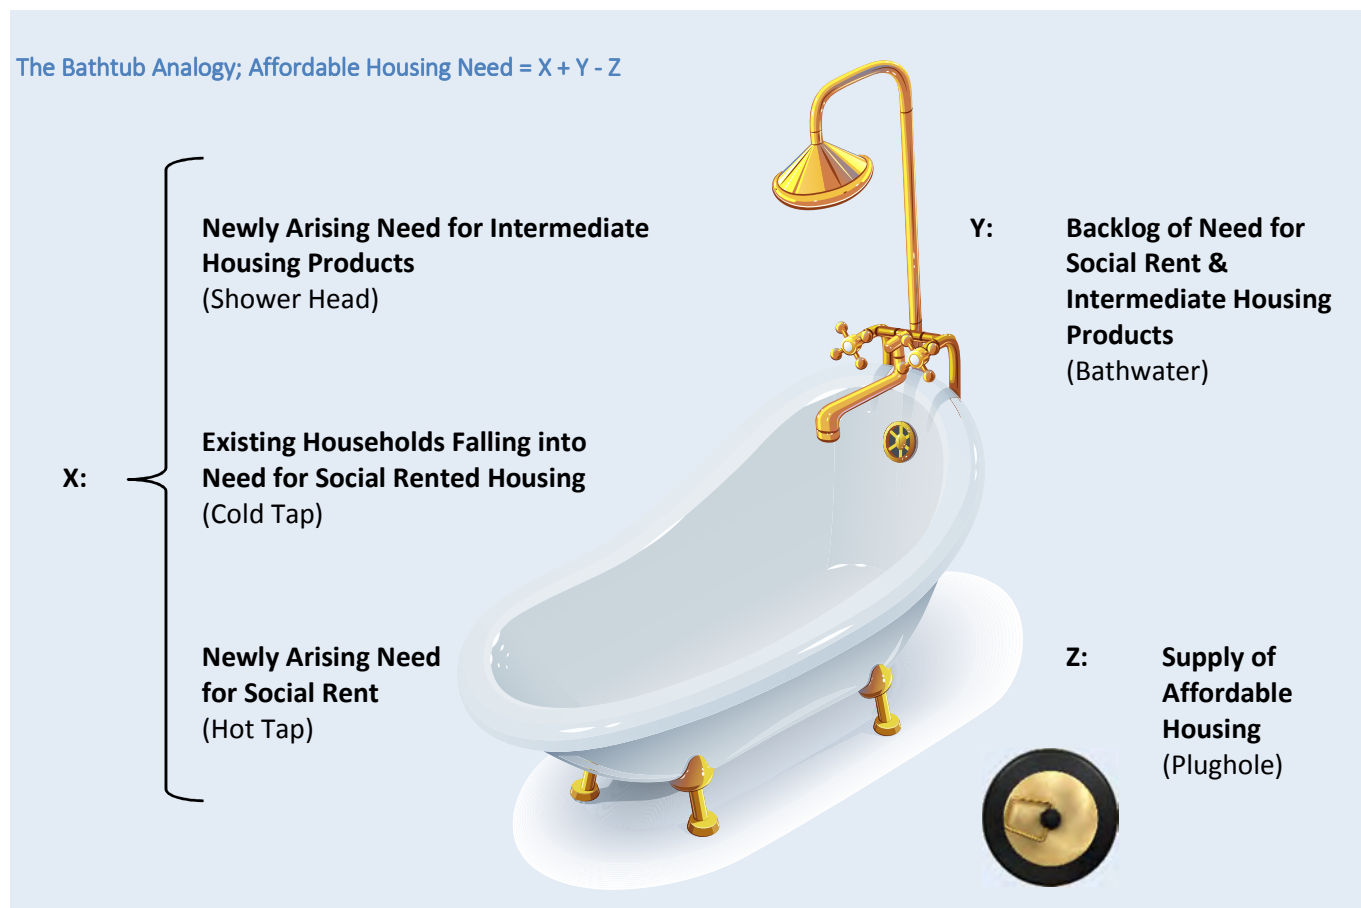 The Bathtub Analogy; Affordable Housing Need = X + Y - Z
Newly Arising Need for Intermediate
Housing Products
(Shower Head)
X:
Existing Households Falling into
Need for Social Rented Housing
(Cold Tap)
Newly Arising Need
for Social Rent
(Hot Tap)
Y:
Backlog of Need for
Social Rent &
Intermediate Housing
Products
(Bathwater)
Z:
Supply of
Affordable
Housing
(Plughole)